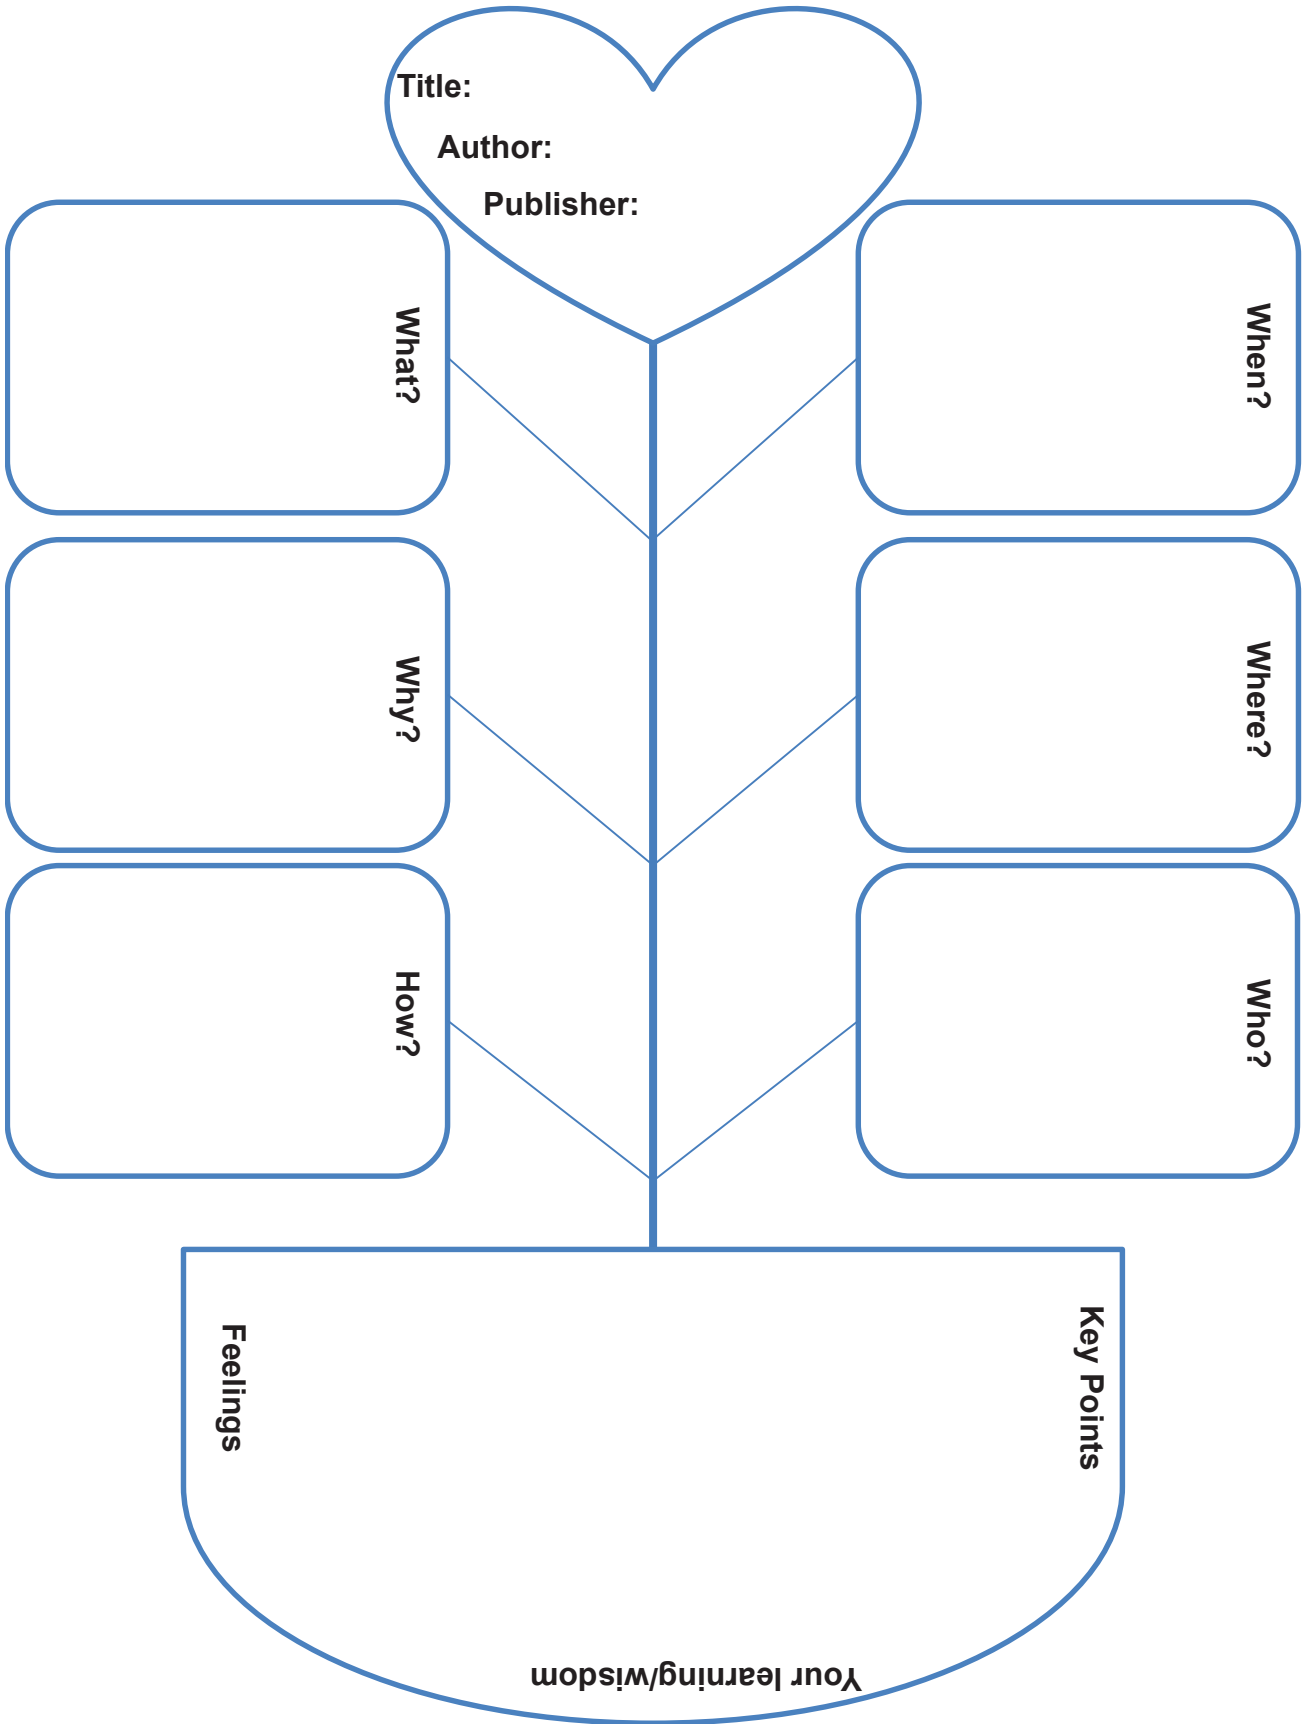 Title:
Author:
Publisher:
What?
When?
Why?
Where?
How?
Who?
Feelings
Key Points
Your learning/wisdom